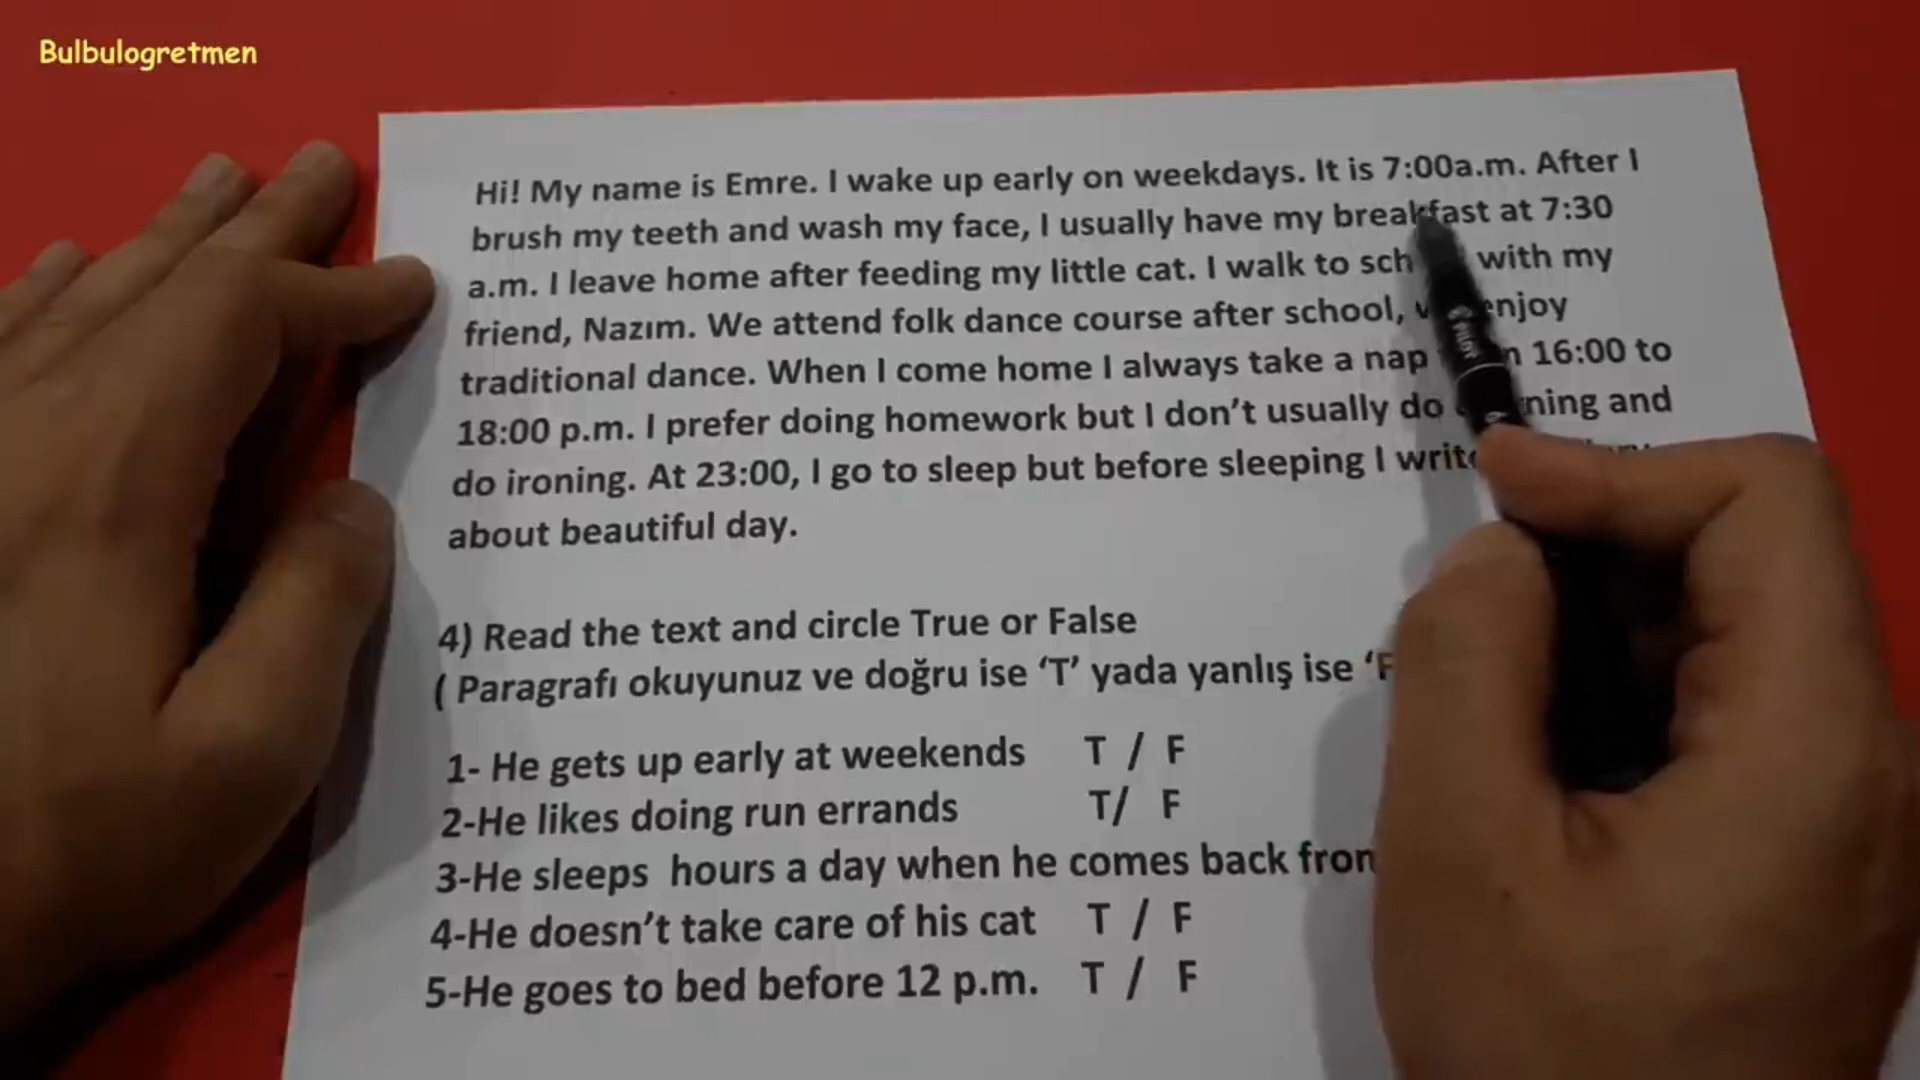 Bulbulogretmen
Hi! My name is Emre. I wake up early on weekdays. It is 7:00a.m. After I
brush my teeth and wash my face, I usually have my breakfast at 7:30
a.m. I leave home after feeding my little cat. I walk to with my
friend, Nazım. We attend folk dance course after school, enjoy
traditional dance. When I come home I always take a nap 16:00 to
18:00 p.m. I prefer doing homework but I don't usually do and
do ironing. At 23:00, I go to sleep but before sleeping I
about beautiful day.
4) Read the text and circle True or False
( Paragrafı okuyunuz ve doğru ise 'T' yada yanlış ise
1- He gets up early at weekends T / F
2-He likes doing run errands T/ F
3-He sleeps hours a day when he comes back
4-He doesn't take care of his cat T / F
5-He goes to bed before 12 p.m. T / F